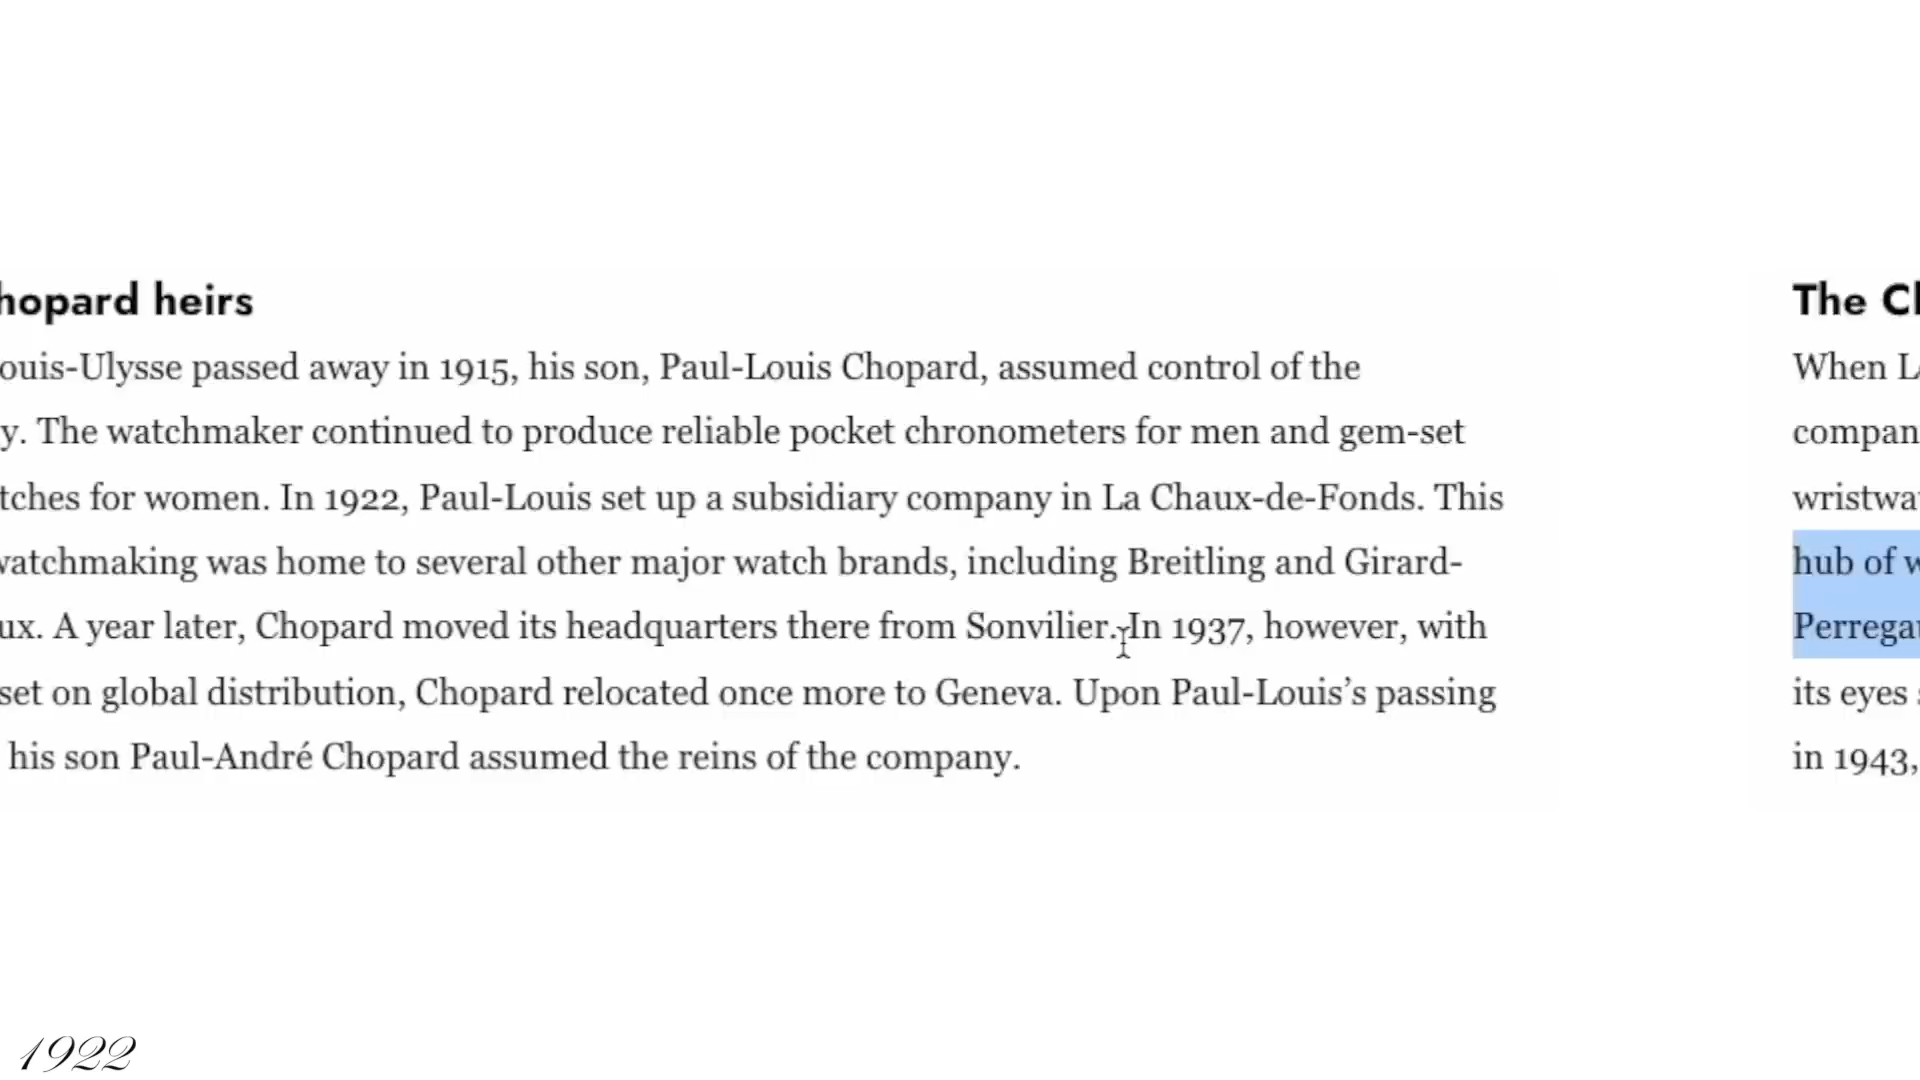 hopard heirs
ouis-Ulysse passed away in 1915, his son, Paul-Louis Chopard, assumed control of the
y. The watchmaker continued to produce reliable pocket chronometers for men and gem-set
tches for women. In 1922, Paul-Louis set up a subsidiary company in La Chaux-de-Fonds. This
watchmaking was home to several other major watch brands, including Breitling and Girard-
ux. A year later, Chopard moved its headquarters there from Sonvilier. In 1937, however, with
set on global distribution, Chopard relocated once more to Geneva. Upon Paul-Louis’s passing
his son Paul-André Chopard assumed the reins of the company.
The Ch
When L
compan
wristwa
hub of w
Perregau
its eyes s
in 1943,
1922